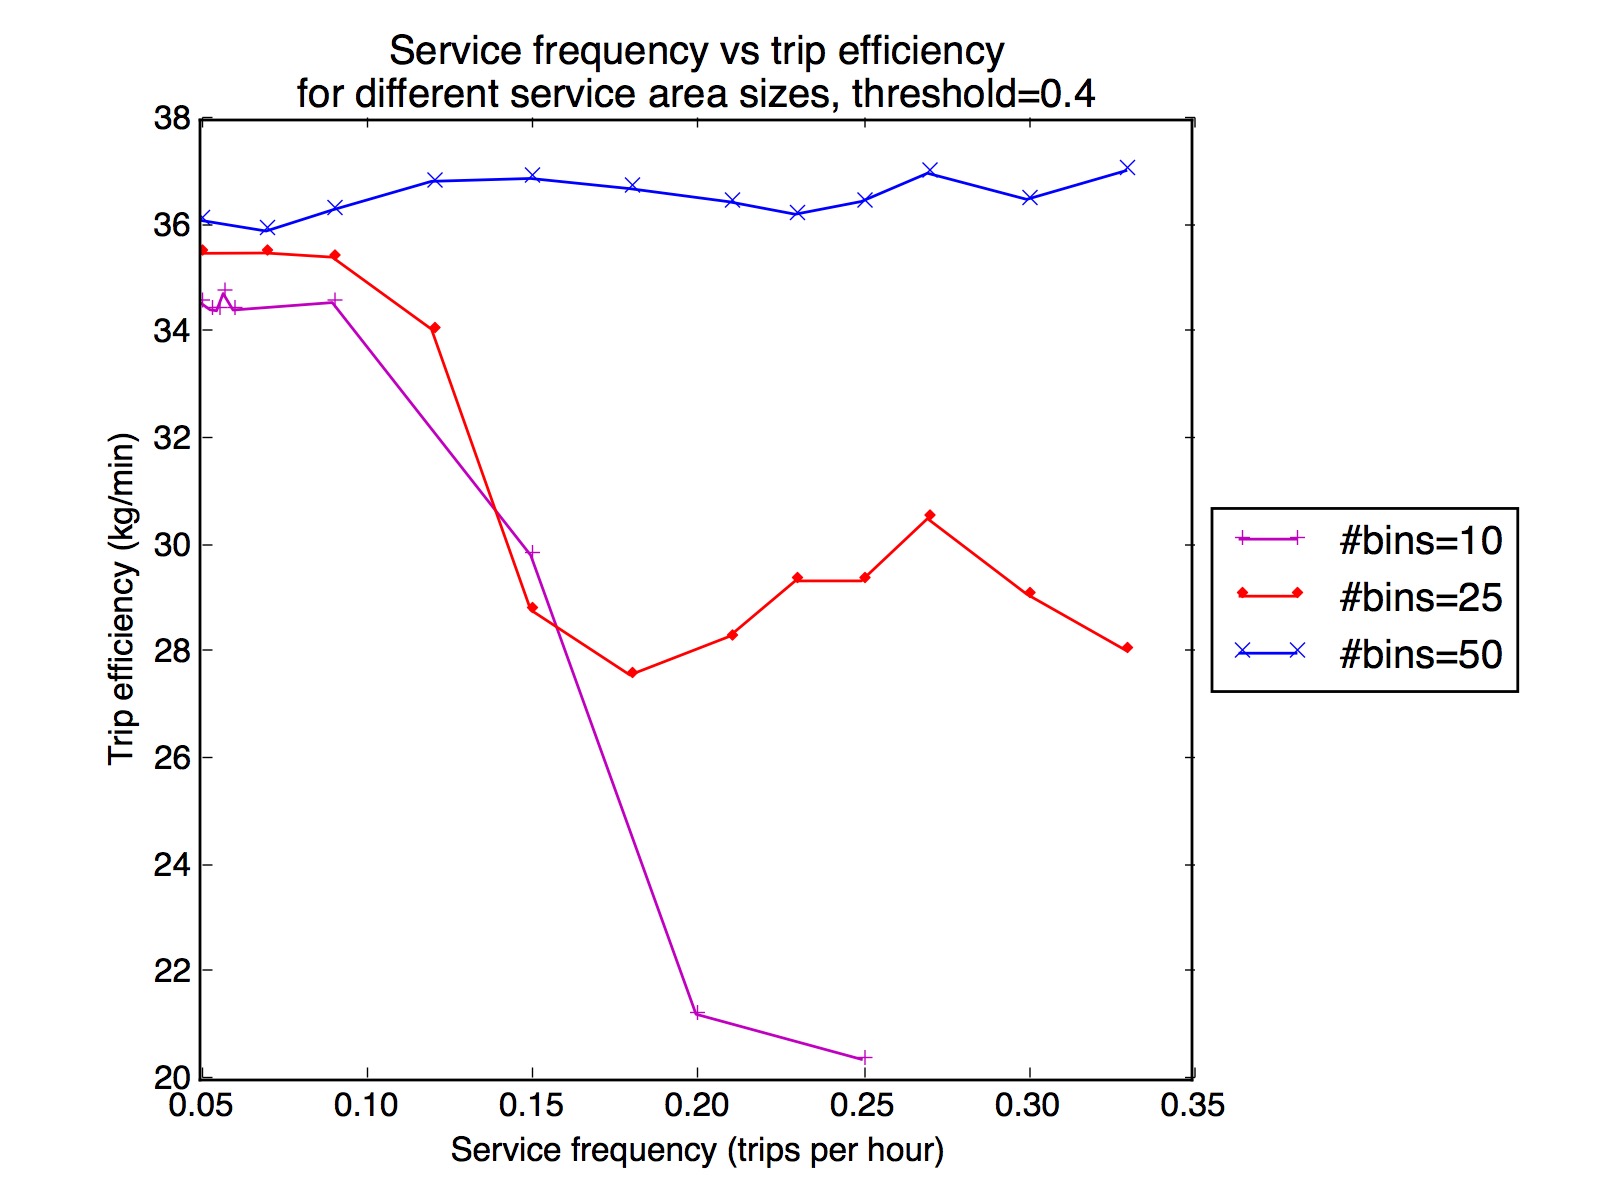 Service frequency vs trip efficiency
for different service area sizes, threshold=0.4
38
36
34
32
30
28
26
24
22
20
Trip efficiency (kg/min)
0.05 0.10 0.15 0.20 0.25 0.30 0.35
Service frequency (trips per hour)
#bins=10
#bins=25
#bins=50